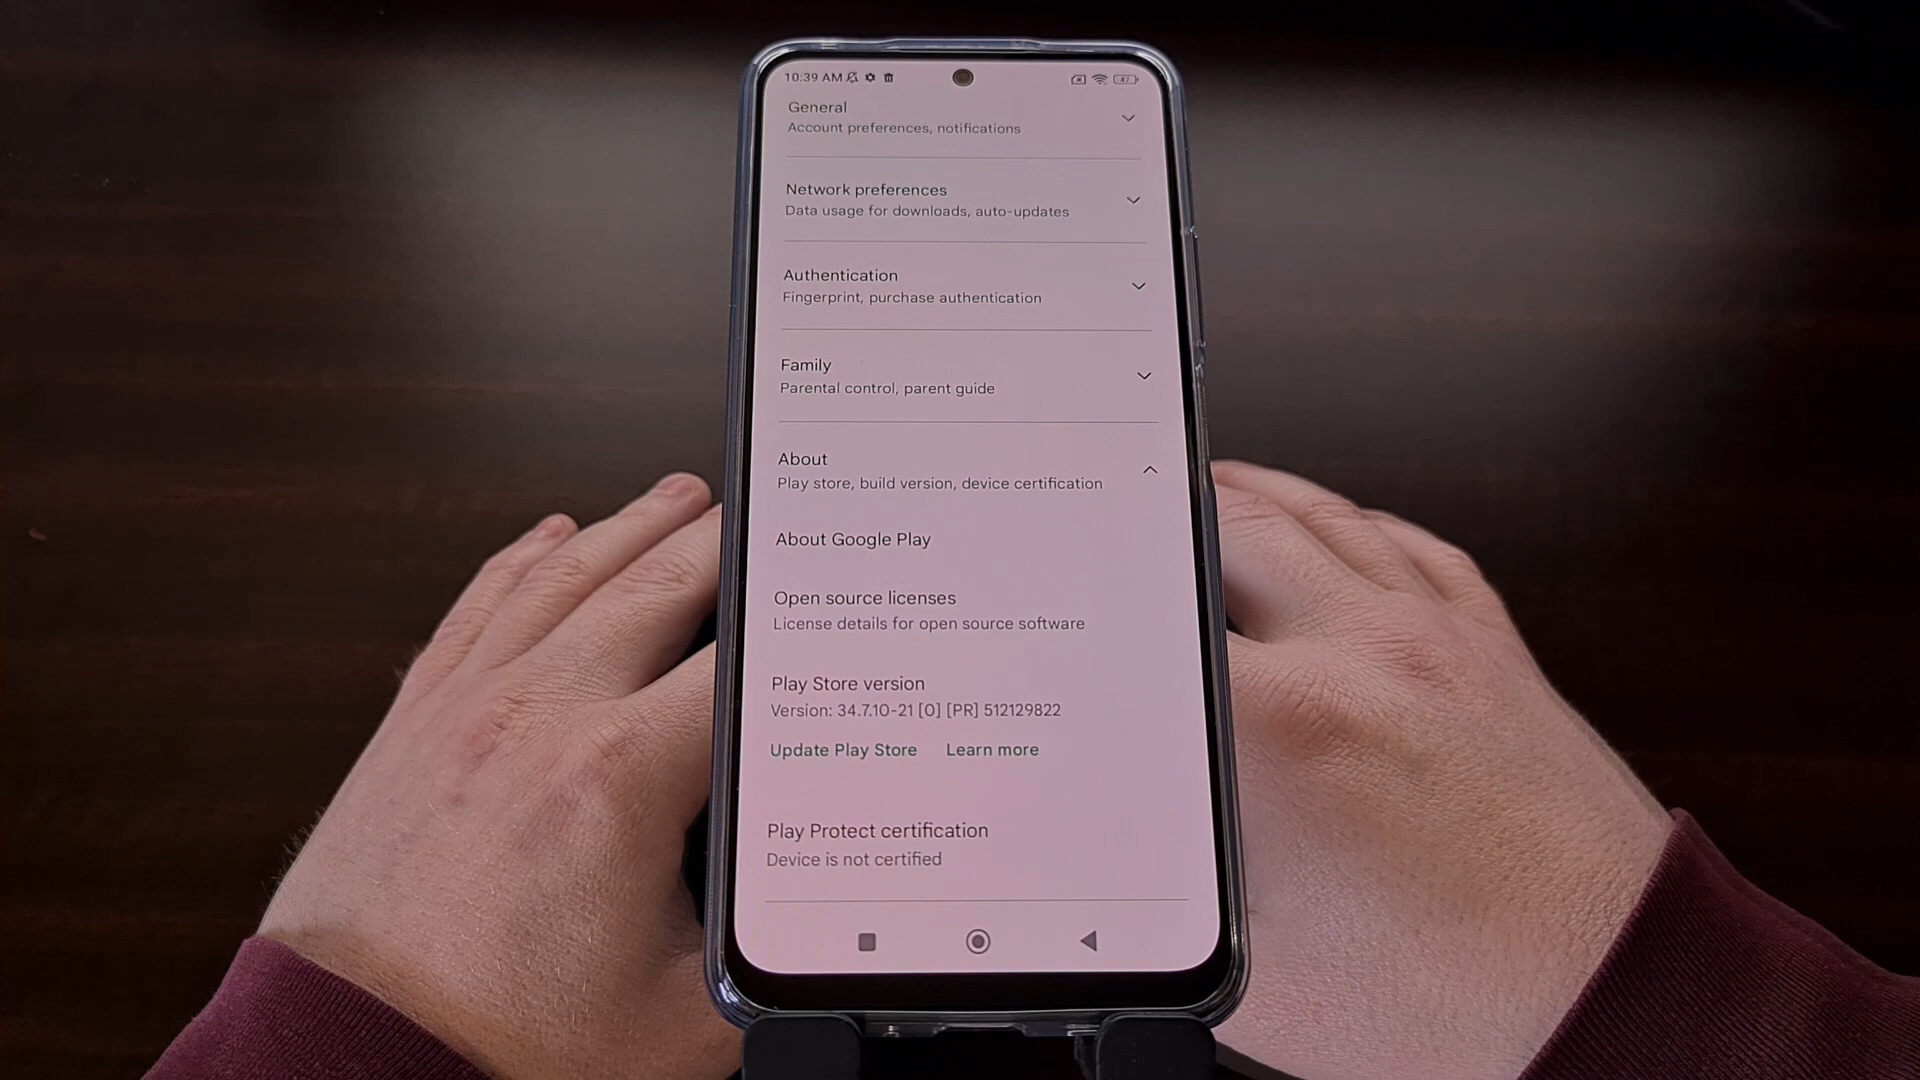 10:39 AM
47
General
Account preferences, notifications
Network preferences
Data usage for downloads, auto-updates
Authentication
Fingerprint, purchase authentication
Family
Parental control, parent guide
About
Play store, build version, device certification
About Google Play
Open source licenses
License details for open source software
Play Store version
Version: 34.7.10-21 [0] [PR] 512129822
Update Play Store Learn more
Play Protect certification
Device is not certified